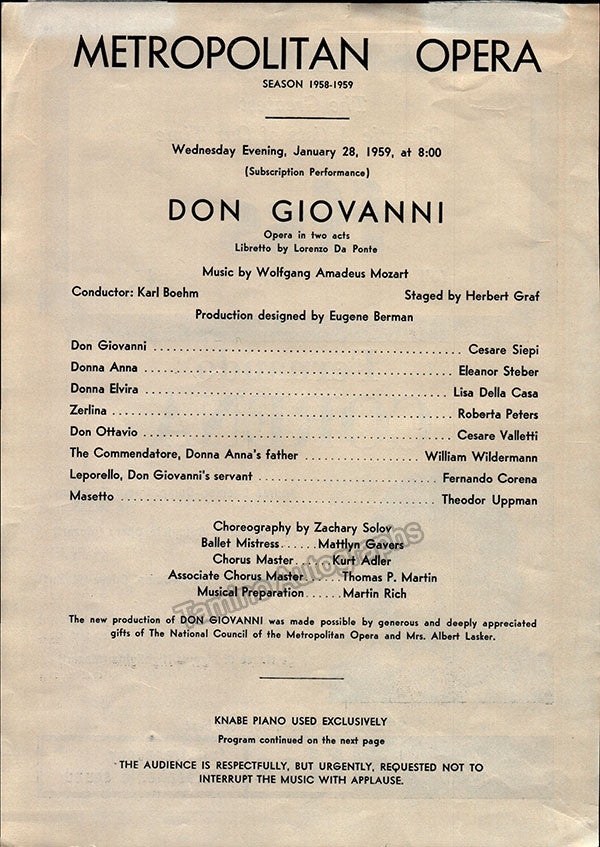 METROPOLITAN OPERA
SEASON 1958-1959
Wednesday Evening, January 28, 1959, at 8:00
(Subscription Performance)
DON GIOVANNI
Opera in two acts
Libretto by Lorenzo Da Ponte
Music by Wolfgang Amadeus Mozart
Conductor: Karl Boehm Staged by Herbert Graf
Production designed by Eugene Berman
Don Giovanni Cesare Siepi
Donna Anna Eleanor Steber
Donna Elvira Lisa Della Casa
Zerlina Roberta Peters
Don Ottavio Cesare Valletti
The Commendatore, Donna Anna's father William Wildermann
Leporello, Don Giovanni's servant Fernando Corena
Masetto Theodor Uppman
Choreography by Zachary Solov
Ballet Mistress......Mattlyn Gavers
Chorus Master......Kurt Adler
Associate Chorus Master......Thomas P. Martin
Musical Preparation......Martin Rich
Tamino Autographs
The new production of DON GIOVANNI was made possible by generous and deeply appreciated
gifts of The National Council of the Metropolitan Opera and Mrs. Albert Lasker.
KNABE PIANO USED EXCLUSIVELY
Program continued on the next page
THE AUDIENCE IS RESPECTFULLY, BUT URGENTLY, REQUESTED NOT TO
INTERRUPT THE MUSIC WITH APPLAUSE.